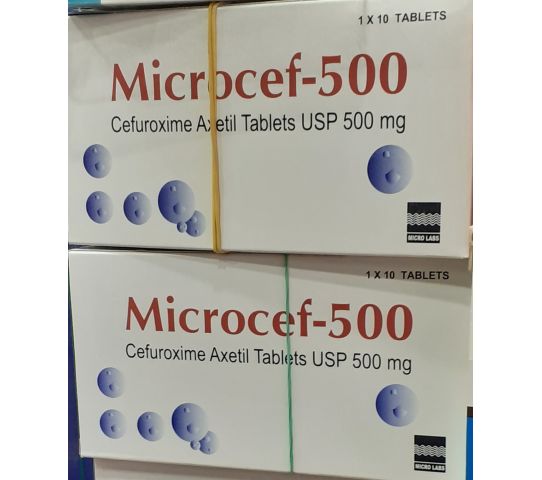 1 X 10 TABLETS
Microcef-500
Cefuroxime Axetil Tablets USP 500 mg
MICRO LABS
1 X 10 TABLETS
Microcef-500
Cefuroxime Axetil Tablets USP 500 mg
MICRO LABS